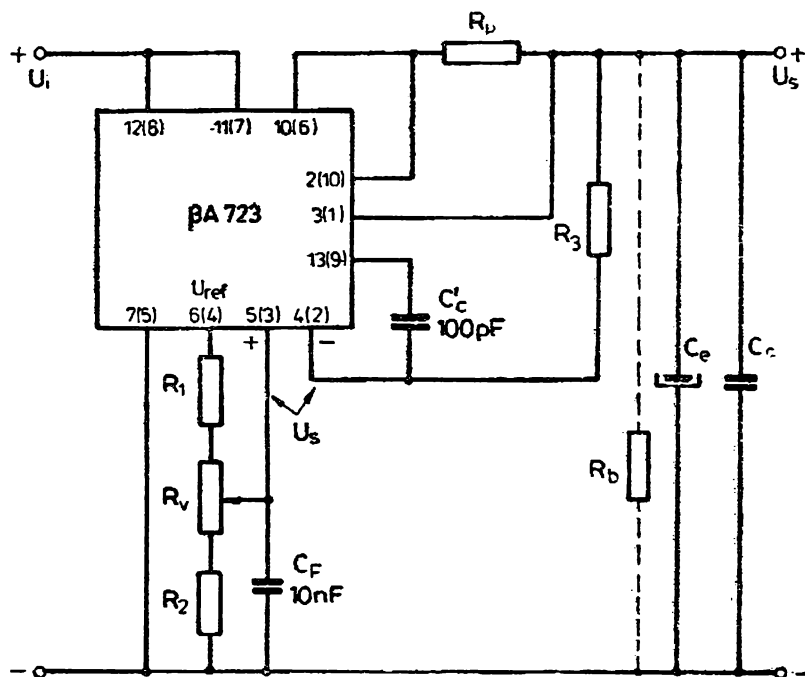 Rp
+
Ui
+
Us
12(8)
11(7)
10(6)
2(10)
βA 723
3(1)
R3
13(9)
Uref
7(5)
6(4)
5(3)
4(2)
+
-
C'c
100pF
R1
Us
Ce
Cc
Rv
Rb
CF
10nF
R2
-
-